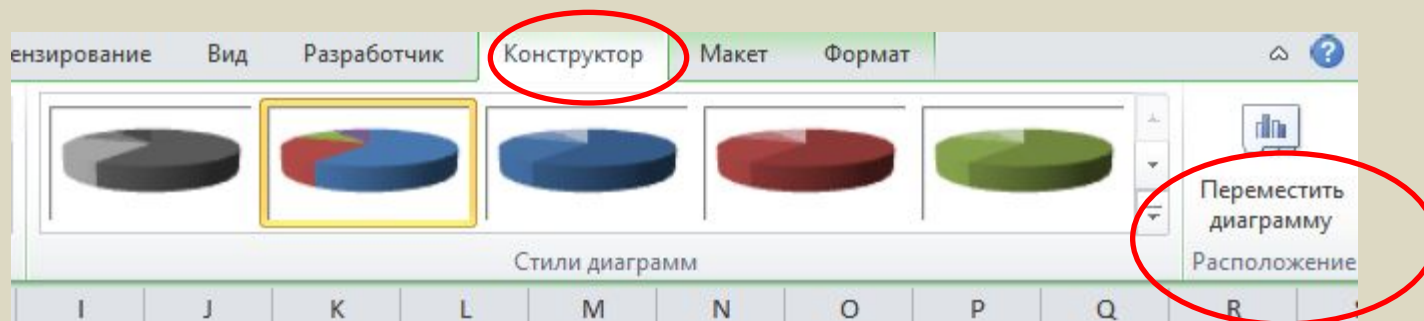 ензирование Вид Разработчик Конструктор Макет Формат
Переместить
диаграмму
Стили диаграмм Расположение
I J K L M N O P Q R